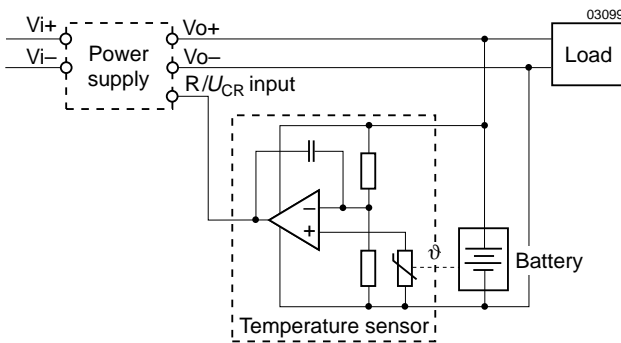 03099
Vi+
Vo+
Vi–
Vo–
Power
supply
Load
R/UCR input
–
+
ϑ
Battery
Temperature sensor